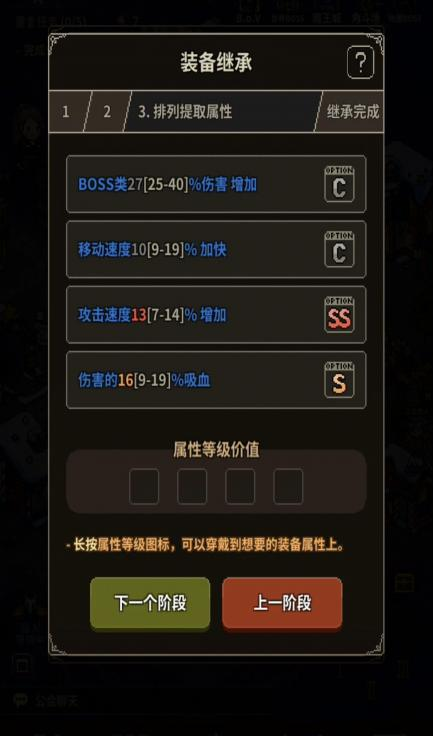 B.o.V
装备继承
?
1
2
3. 排列提取属性
继承完成
BOSS类27[25-40]%伤害 增加
OPTION
C
移动速度10[9-19]% 加快
OPTION
C
攻击速度13[7-14]% 增加
OPTION
SS
伤害的16[9-19]%吸血
OPTION
S
属性等级价值
- 长按属性等级图标，可以穿戴到想要的装备属性上。
下一个阶段
上一阶段
公会聊天